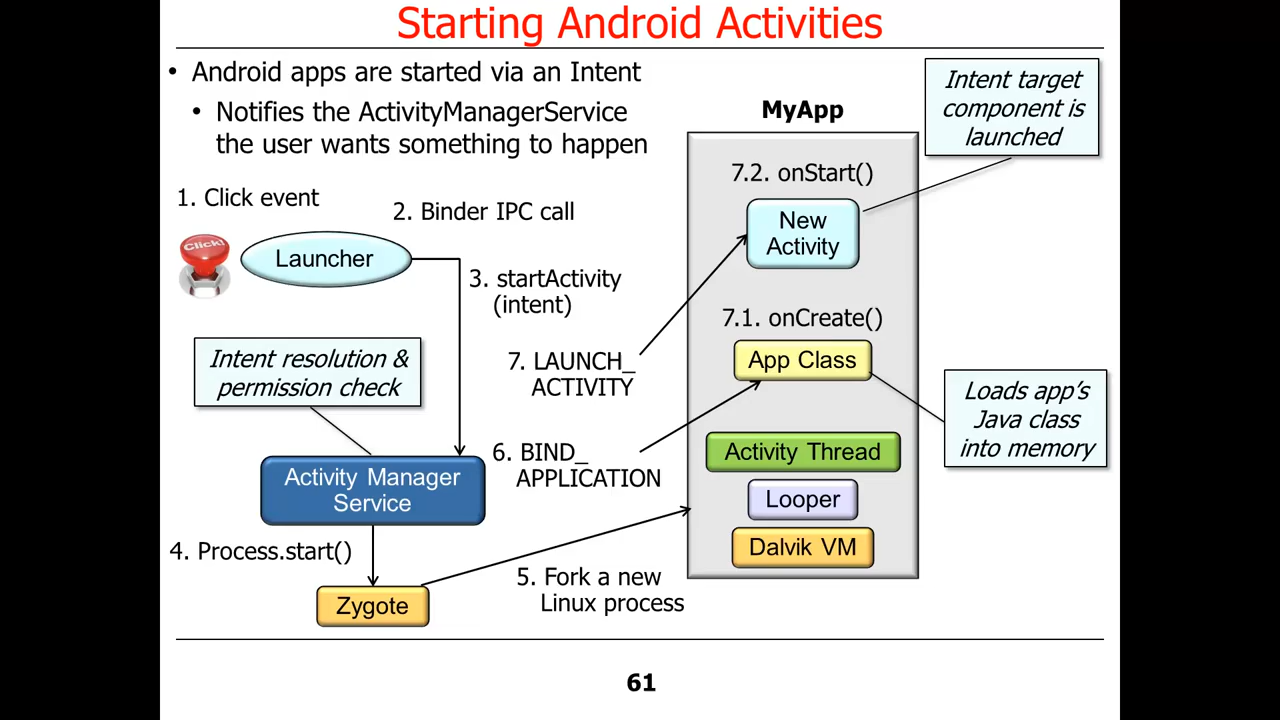 Starting Android Activities
• Android apps are started via an Intent
• Notifies the ActivityManagerService
the user wants something to happen
Intent target
component is
launched
MyApp
7.2. onStart()
New
Activity
1. Click event
2. Binder IPC call
Click!
Launcher
3. startActivity
(intent)
7.1. onCreate()
App Class
Intent resolution &
permission check
7. LAUNCH_
ACTIVITY
Loads app's
Java class
into memory
Activity Thread
6. BIND_
APPLICATION
Activity Manager
Service
Looper
Dalvik VM
4. Process.start()
5. Fork a new
Linux process
Zygote
61